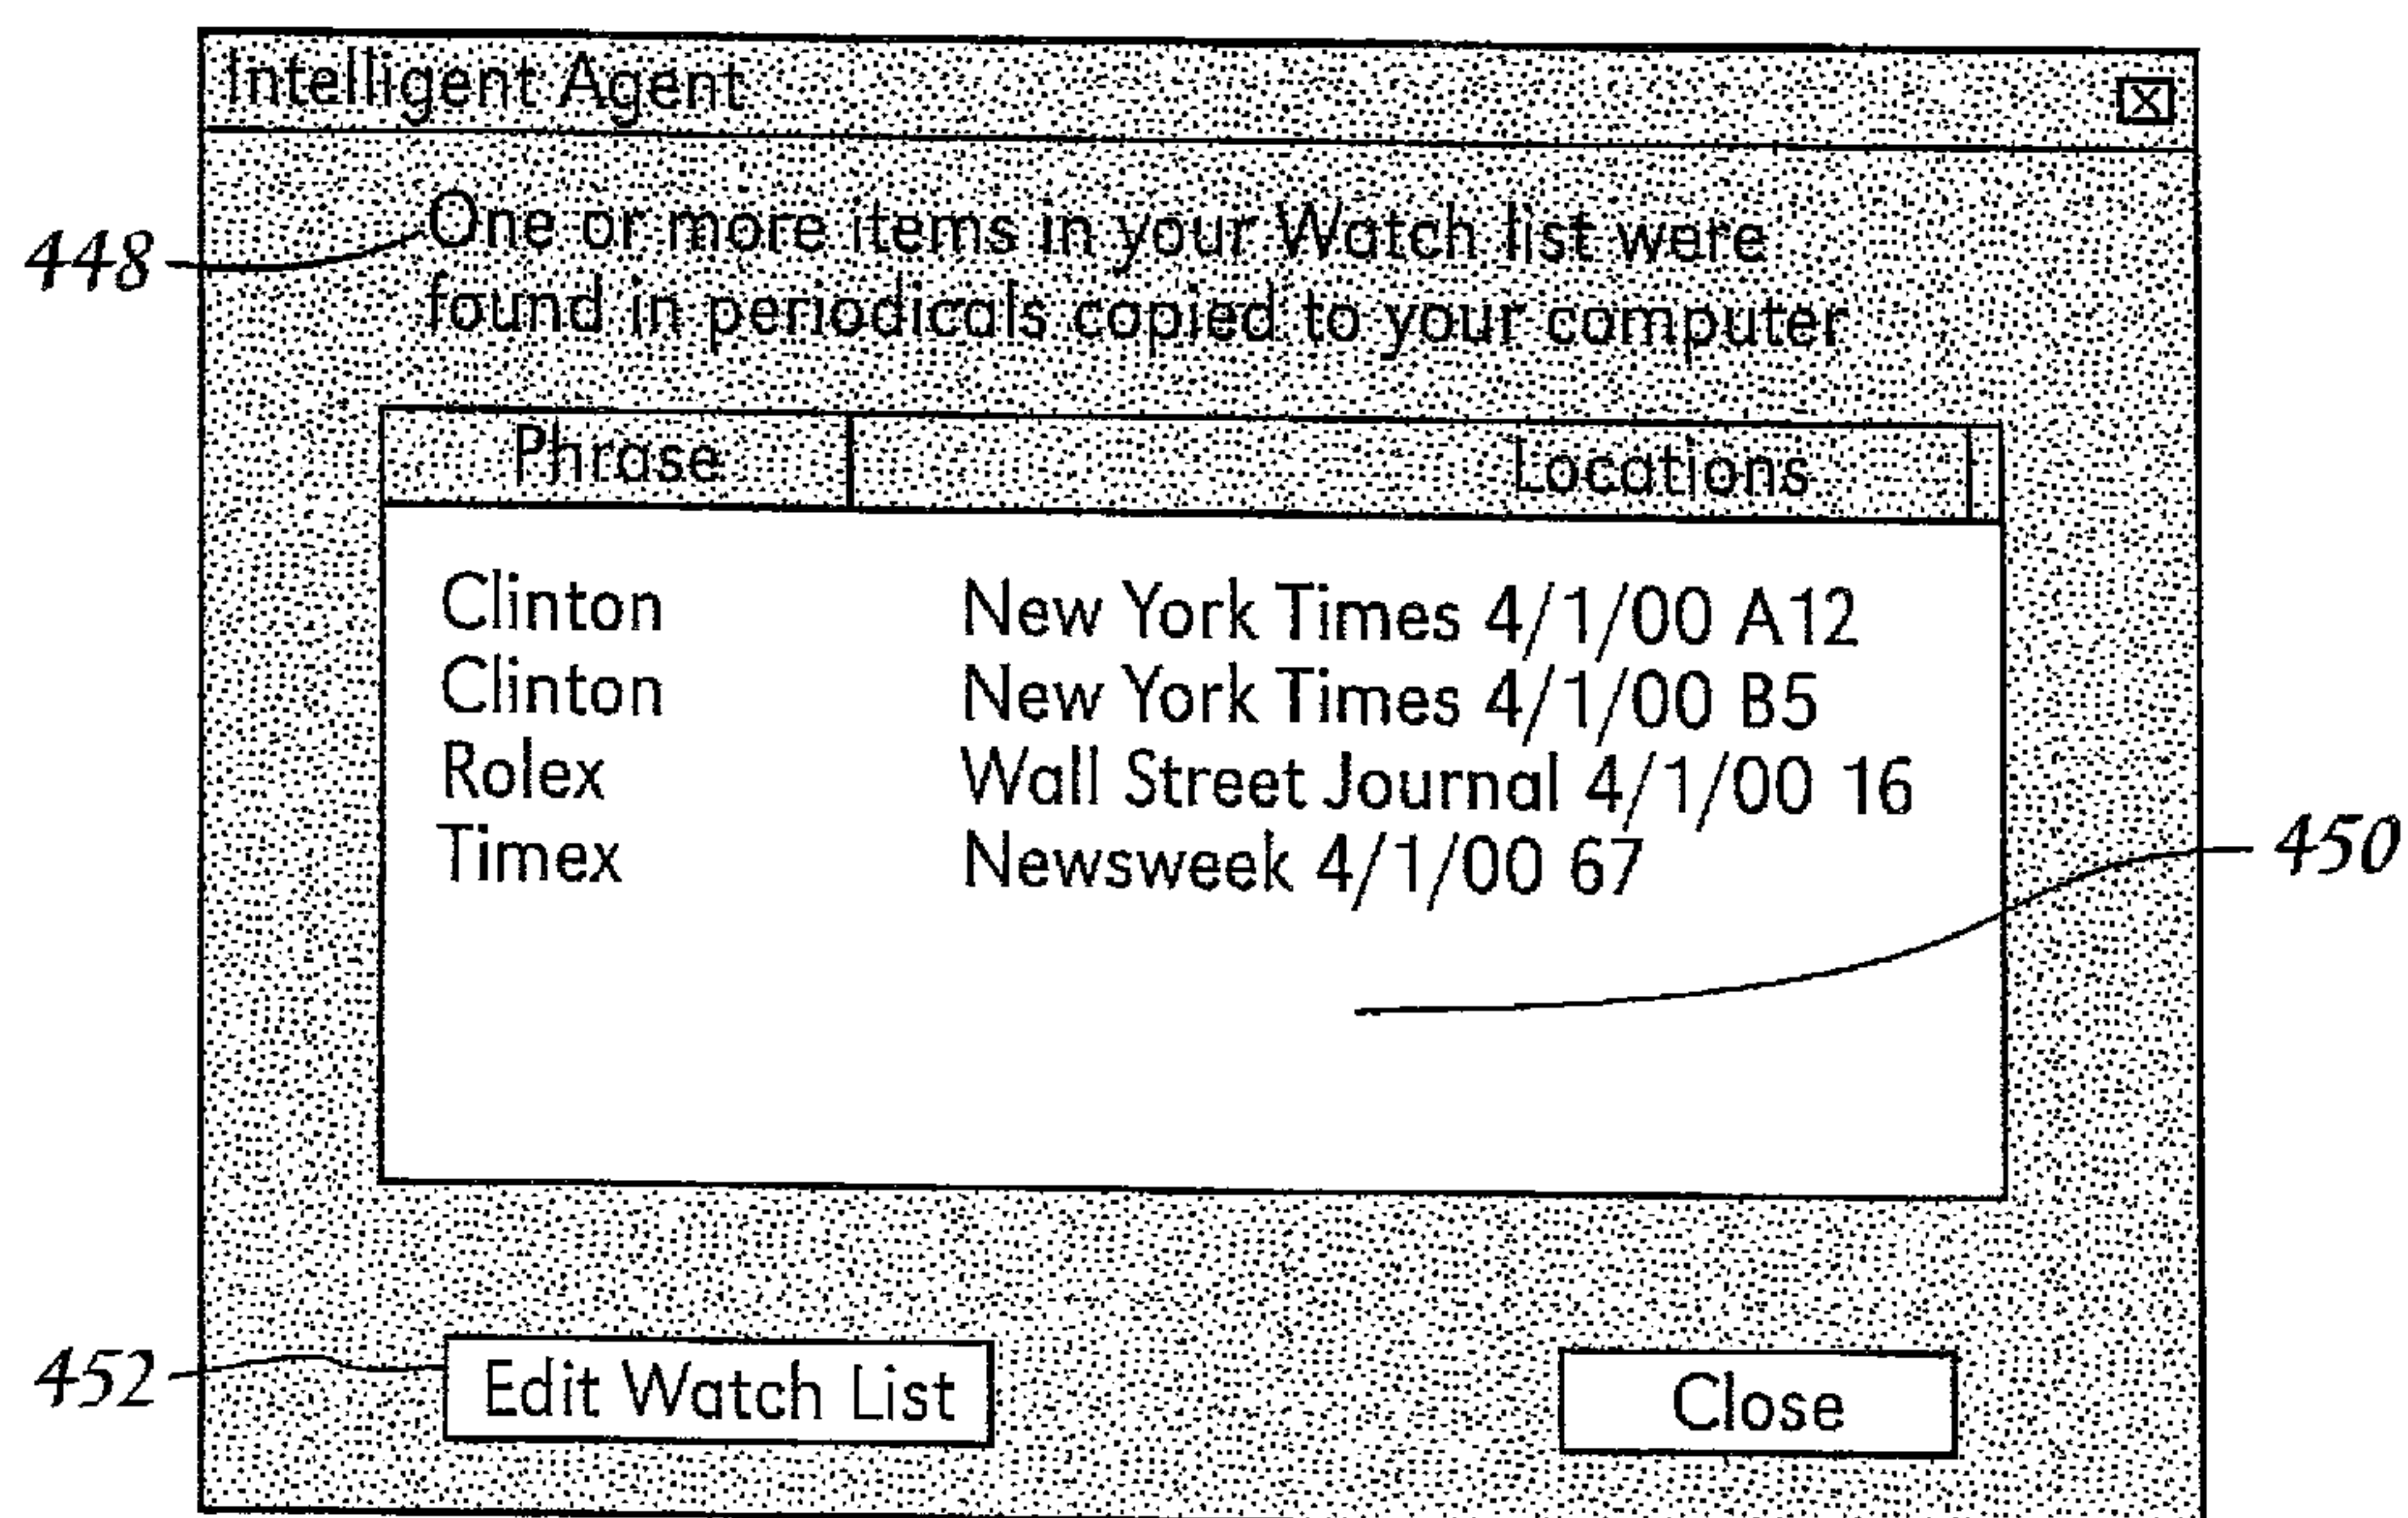 Intelligent Agent
X
448
One or more items in your Watch list were
found in periodicals copied to your computer
Phrase Locations
Clinton New York Times 4/1/00 A12
Clinton New York Times 4/1/00 B5
Rolex Wall Street Journal 4/1/00 16
Timex Newsweek 4/1/00 67
450
452
Edit Watch List Close